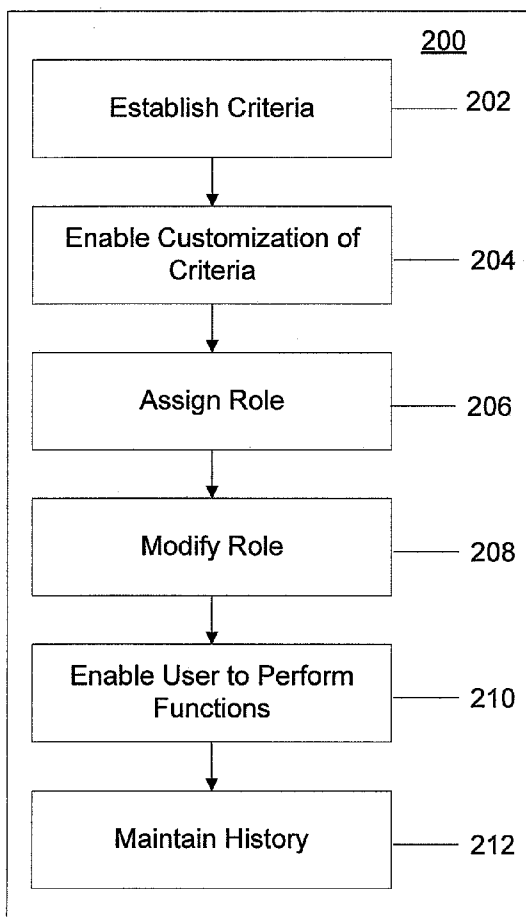 200
Establish Criteria
202
Enable Customization of
Criteria
204
Assign Role
206
Modify Role
208
Enable User to Perform
Functions
210
Maintain History
212